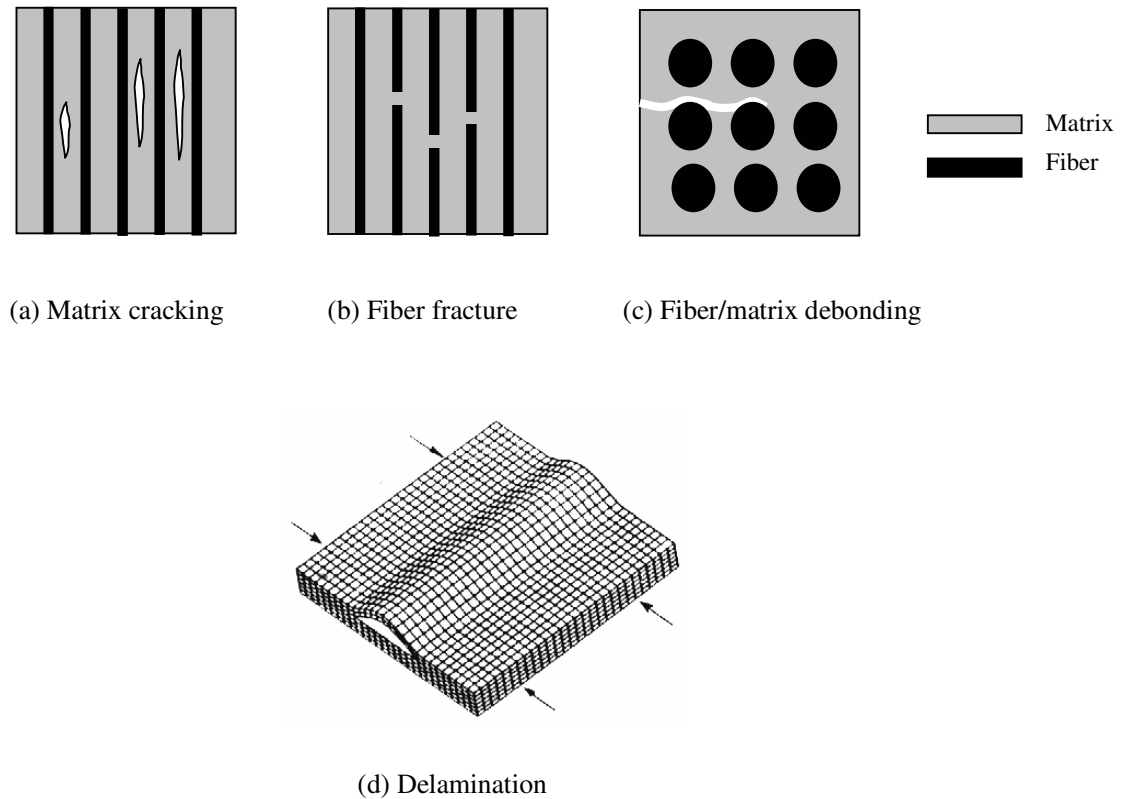 Matrix
Fiber
(a) Matrix cracking
(b) Fiber fracture
(c) Fiber/matrix debonding
(d) Delamination